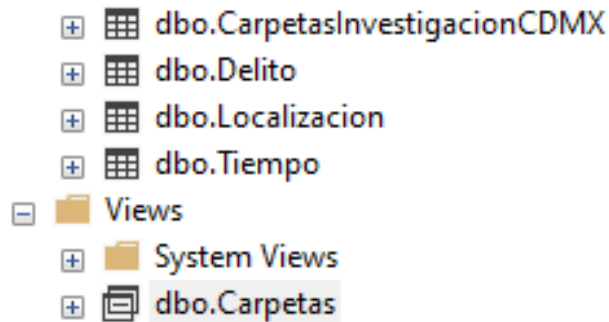 dbo.CarpetasInvestigacionCDMX
dbo.Delito
dbo.Localizacion
dbo.Tiempo
Views
System Views
dbo.Carpetas